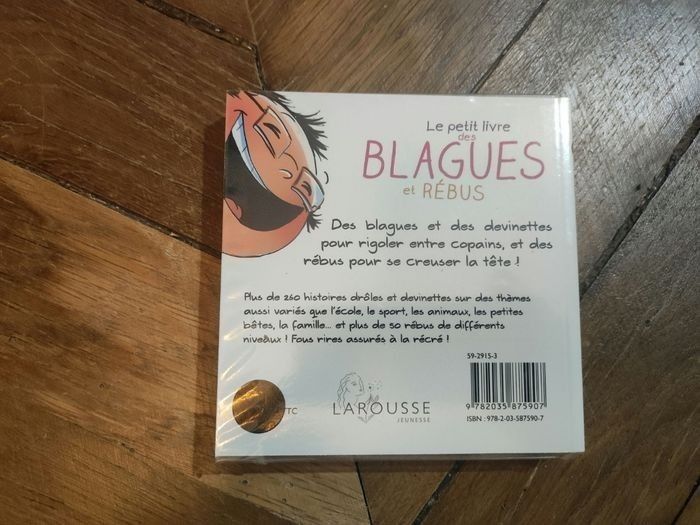 Le petit livre
des
BLAGUES
et RÉBUS
Des blagues et des devinettes
pour rigoler entre copains, et des
rébus pour se creuser la tête !
Plus de 260 histoires drôles et devinettes sur des thèmes
aussi variés que l'école, le sport, les animaux, les petites
bêtes, la famille... et plus de 50 rébus de différents
niveaux ! Fous rires assurés à la récré !
59-2915-3
TC
LAROUSSE
JEUNESSE
9 782035 875907
ISBN : 978-2-03-587590-7